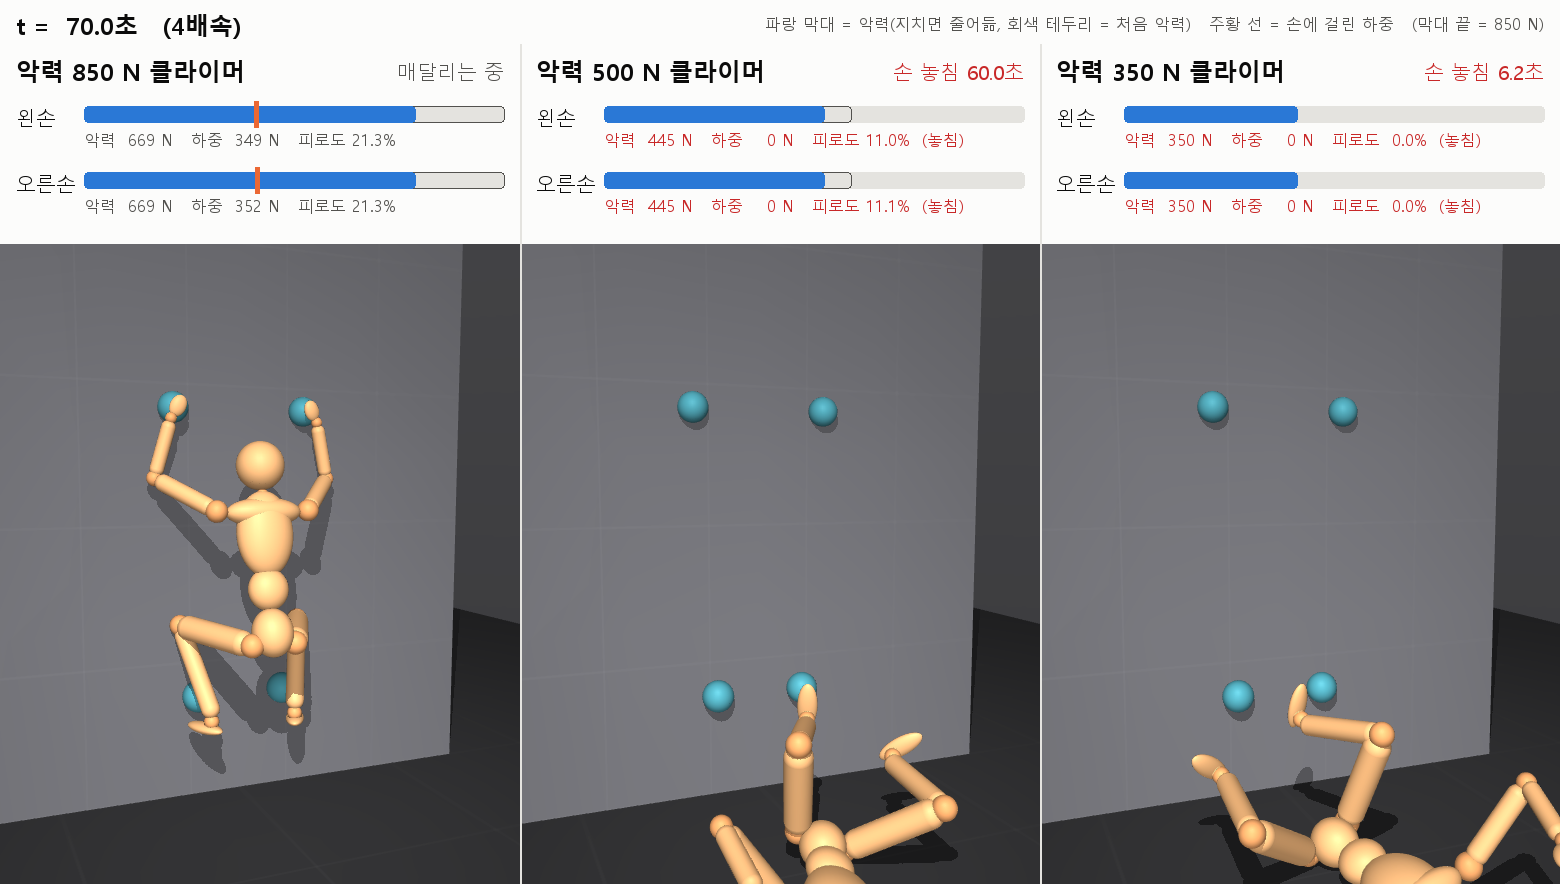 t = 70.0초 (4배속)
파랑 막대 = 악력(지치면 줄어듦, 회색 테두리 = 처음 악력) 주황 선 = 손에 걸린 하중 (막대 끝 = 850 N)
악력 850 N 클라이머 매달리는 중
왼손
악력 669 N 하중 349 N 피로도 21.3%
오른손
악력 669 N 하중 352 N 피로도 21.3%
악력 500 N 클라이머 손 놓침 60.0초
왼손
악력 445 N 하중 0 N 피로도 11.0% (놓침)
오른손
악력 445 N 하중 0 N 피로도 11.1% (놓침)
악력 350 N 클라이머 손 놓침 6.2초
왼손
악력 350 N 하중 0 N 피로도 0.0% (놓침)
오른손
악력 350 N 하중 0 N 피로도 0.0% (놓침)